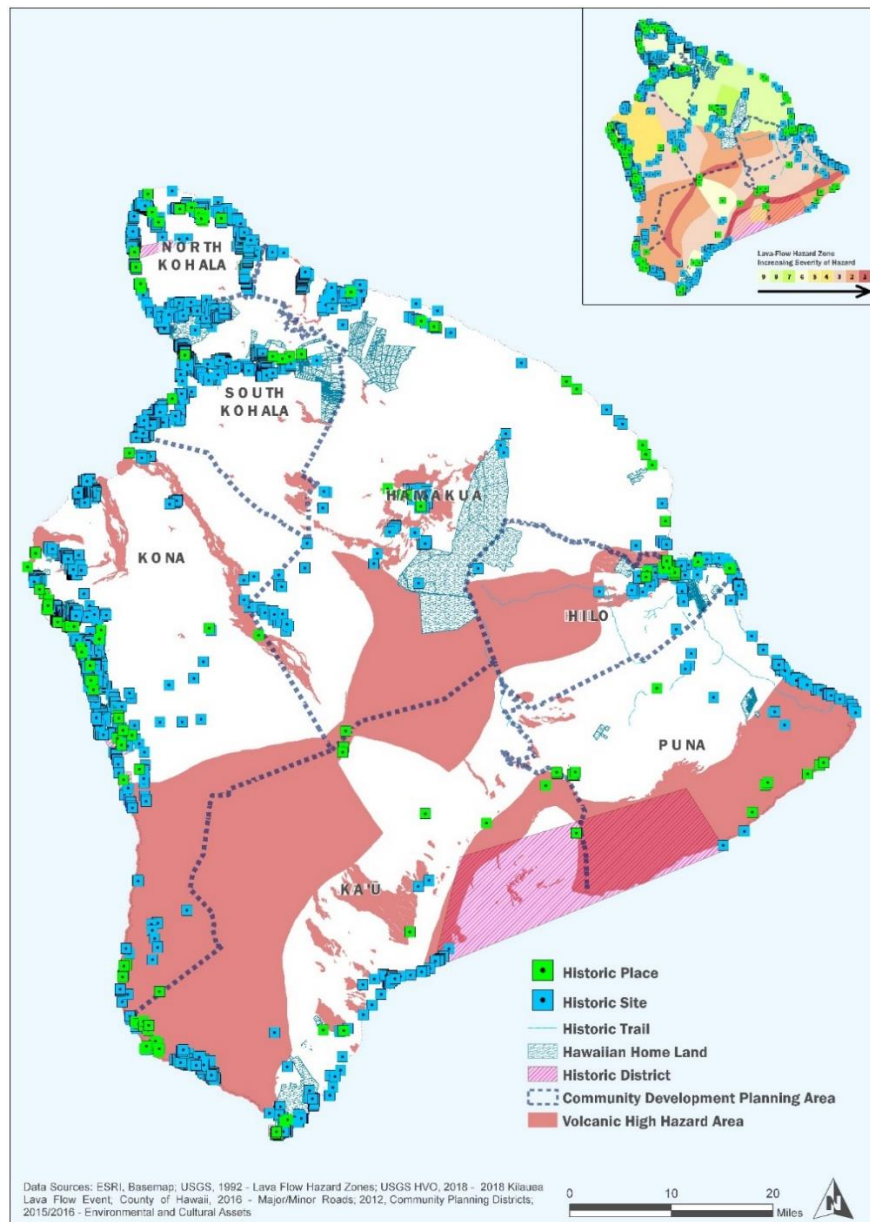 Lava-Flow Hazard Zone
Increasing Severity of Hazard
9 8 7 6 5 4 3 2 1
NORTH
KOHALA
SOUTH
KOHALA
HAMAKUA
KONA
HILO
PUNA
KA'Ū
Historic Place
Historic Site
Historic Trail
Hawaiian Home Land
Historic District
Community Development Planning Area
Volcanic High Hazard Area
Data Sources: ESRI, Basemap; USGS, 1992 - Lava Flow Hazard Zones; USGS HVO, 2018 - 2018 Kilauea
Lava Flow Event; County of Hawaii, 2016 - Major/Minor Roads; 2012, Community Planning Districts;
2015/2016 - Environmental and Cultural Assets
0 10 20
Miles
N